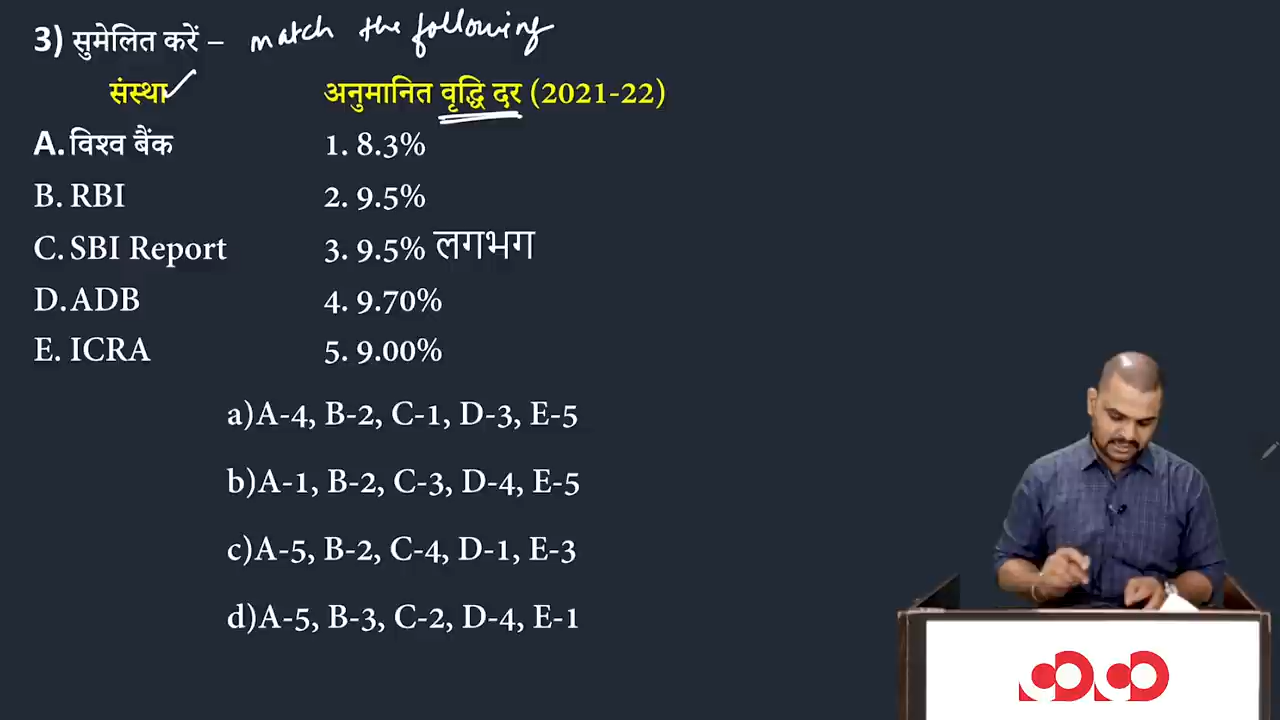 3) सुमेलित करें – match the following
संस्था अनुमानित वृद्धि दर (2021-22)
A. विश्व बैंक 1. 8.3%
B. RBI 2. 9.5%
C. SBI Report 3. 9.5% लगभग
D. ADB 4. 9.70%
E. ICRA 5. 9.00%
a)A-4, B-2, C-1, D-3, E-5
b)A-1, B-2, C-3, D-4, E-5
c)A-5, B-2, C-4, D-1, E-3
d)A-5, B-3, C-2, D-4, E-1